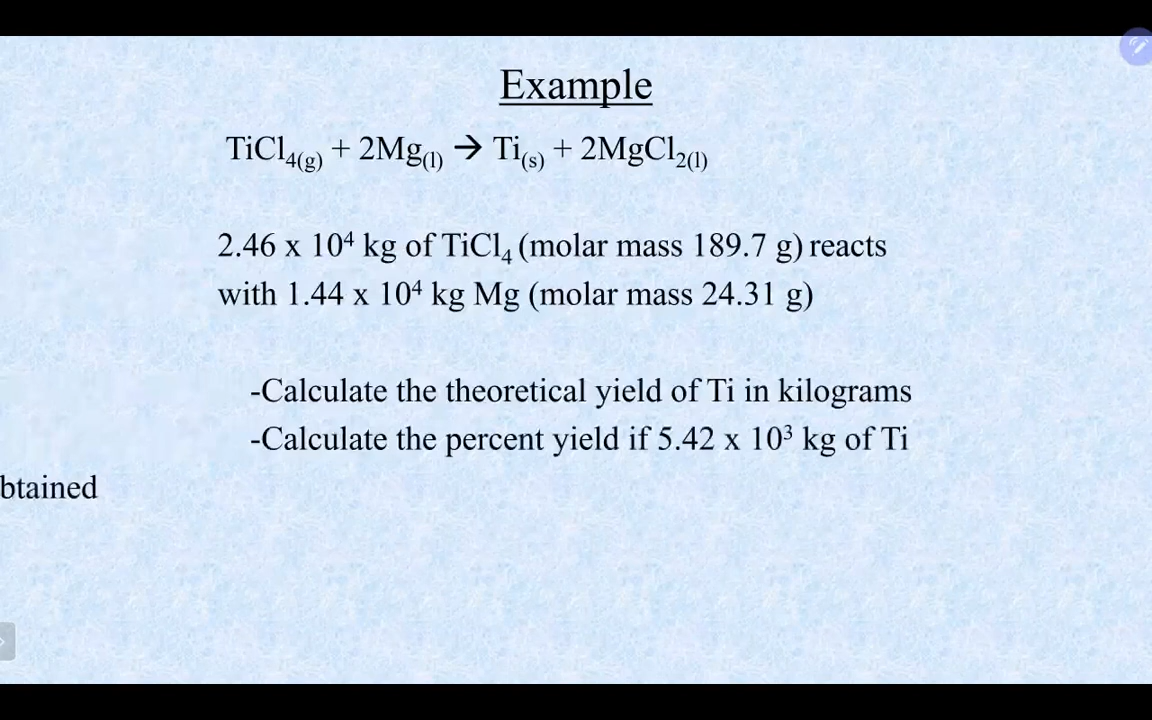 Example
TiCl₄(g) + 2Mg(l) → Ti(s) + 2MgCl₂(l)
2.46 x 10⁴ kg of TiCl₄ (molar mass 189.7 g) reacts
with 1.44 x 10⁴ kg Mg (molar mass 24.31 g)
-Calculate the theoretical yield of Ti in kilograms
-Calculate the percent yield if 5.42 x 10³ kg of Ti
btained